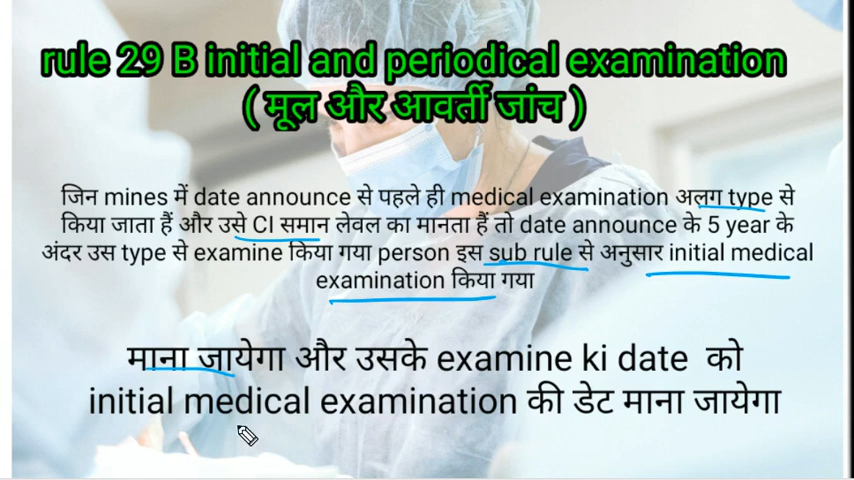 rule 29 B initial and periodical examination
( मूल और आवर्ती जांच )
जिन mines में date announce से पहले ही medical examination अलग type से
किया जाता हैं और उसे CI समान लेवल का मानता हैं तो date announce के 5 year के
अंदर उस type से examine किया गया person इस sub rule से अनुसार initial medical
examination किया गया
माना जायेगा और उसके examine ki date को
initial medical examination की डेट माना जायेगा